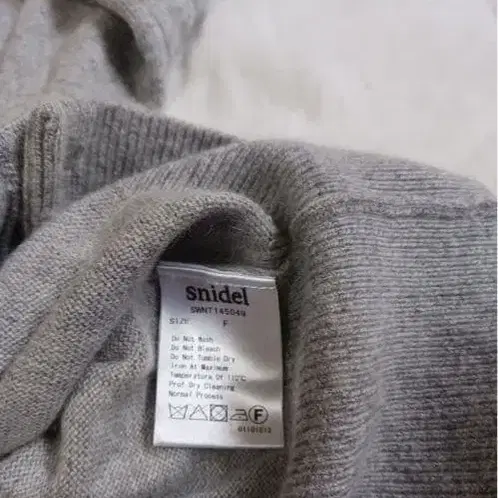 snidel
SWNT145049
SIZE F
Do Not Wash
Do Not Bleach
Do Not Tumble Dry
Iron At Maximum
Temperature Of 110°C
Prof.Dry Cleaning
Normal Process
F